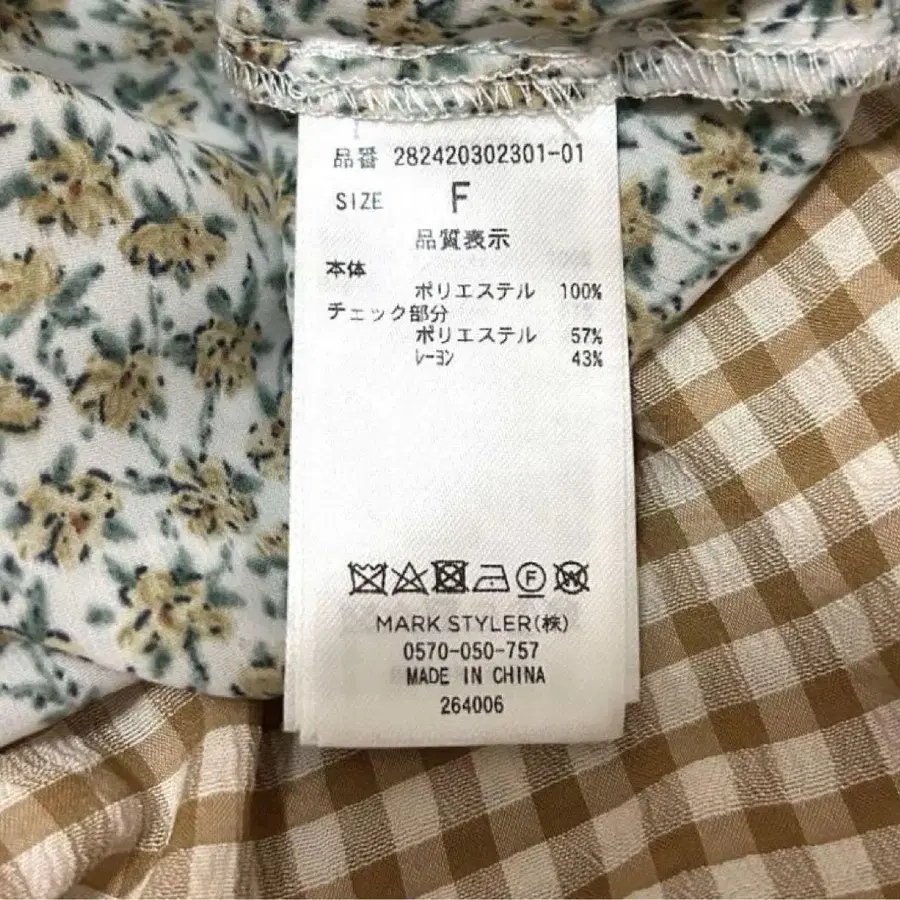 品番 282420302301-01
SIZE F
品質表示
本体
ポリエステル 100%
チェック部分
ポリエステル 57%
ﾚｰﾖﾝ 43%
F W
MARK STYLER(株)
0570-050-757
MADE IN CHINA
264006